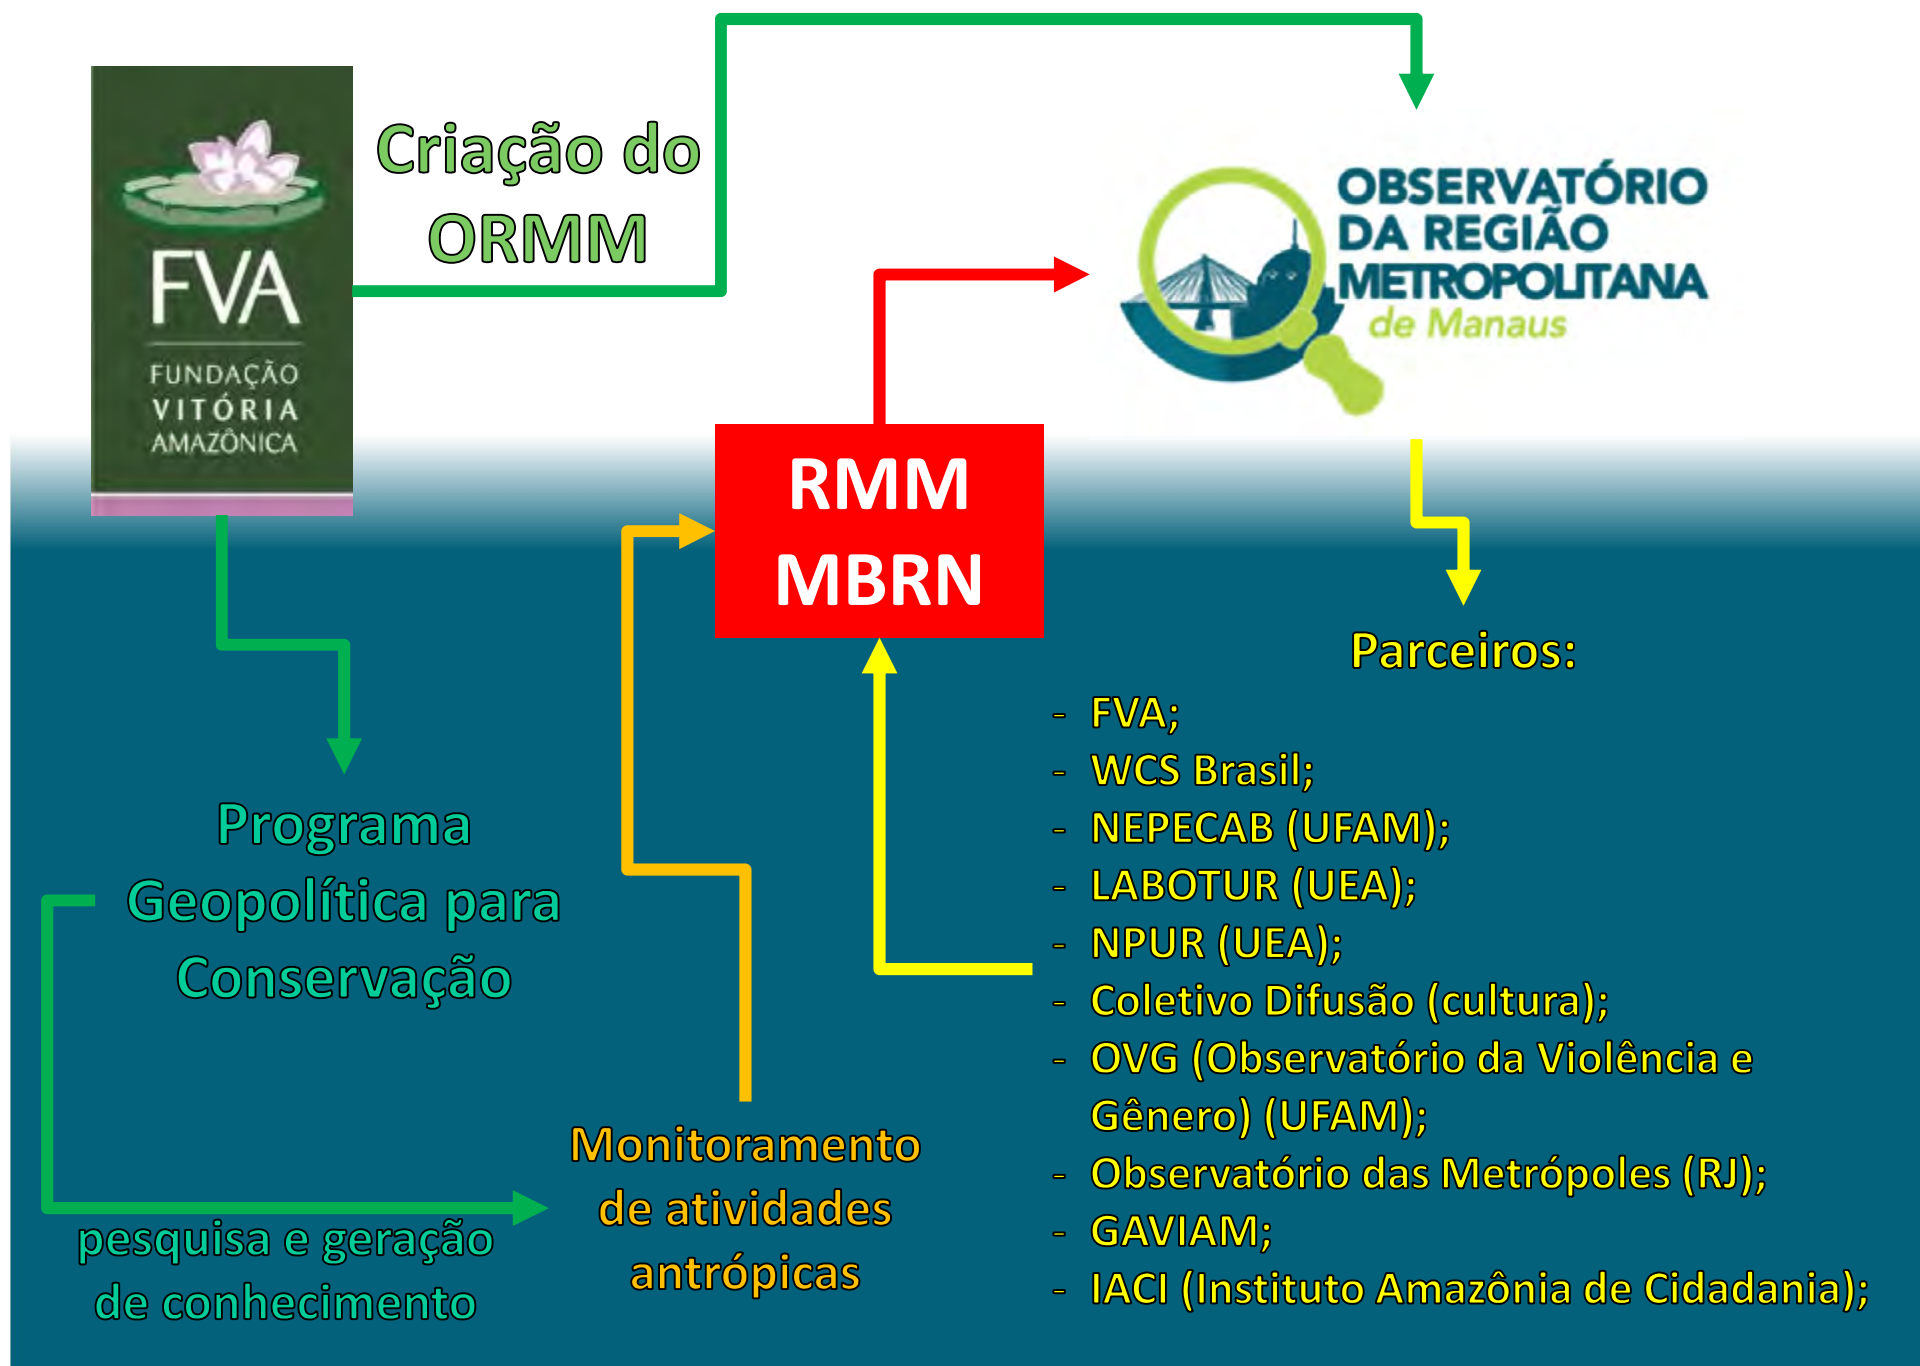 FVA
FUNDAÇÃO
VITÓRIA
AMAZÔNICA
Criação do
ORMM
OBSERVATÓRIO
DA REGIÃO
METROPOLITANA
de Manaus
RMM
MBRN
Programa
Geopolítica para
Conservação
pesquisa e geração
de conhecimento
Monitoramento
de atividades
antrópicas
Parceiros:
- FVA;
- WCS Brasil;
- NEPECAB (UFAM);
- LABOTUR (UEA);
- NPUR (UEA);
- Coletivo Difusão (cultura);
- OVG (Observatório da Violência e
Gênero) (UFAM);
- Observatório das Metrópoles (RJ);
- GAVIAM;
- IACI (Instituto Amazônia de Cidadania);